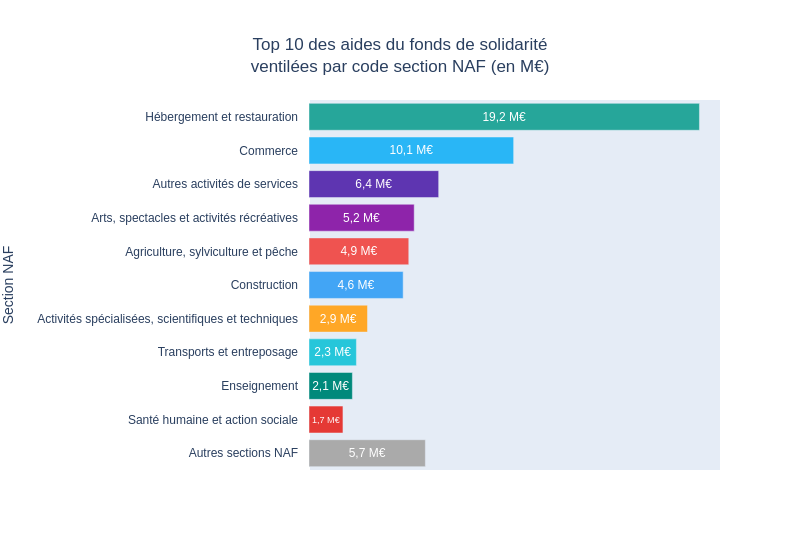 Top 10 des aides du fonds de solidarité
ventilées par code section NAF (en M€)
Section NAF
Hébergement et restauration 19,2 M€
Commerce 10,1 M€
Autres activités de services 6,4 M€
Arts, spectacles et activités récréatives 5,2 M€
Agriculture, sylviculture et pêche 4,9 M€
Construction 4,6 M€
Activités spécialisées, scientifiques et techniques 2,9 M€
Transports et entreposage 2,3 M€
Enseignement 2,1 M€
Santé humaine et action sociale 1,7 M€
Autres sections NAF 5,7 M€